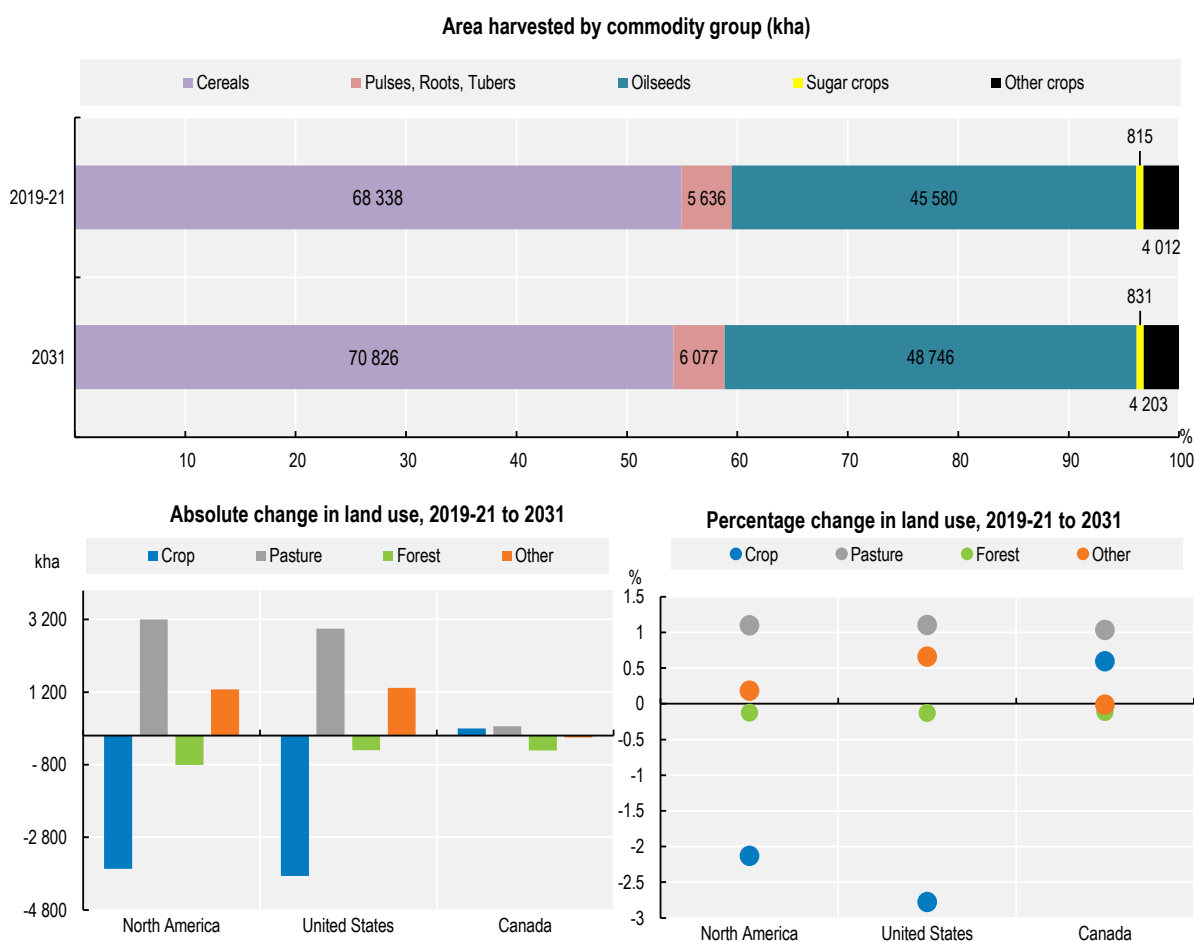 Area harvested by commodity group (kha)
Cereals Pulses, Roots, Tubers Oilseeds Sugar crops Other crops
815
2019-21 68 338 5 636 45 580
4 012
831
2031 70 826 6 077 48 746
4 203
%
10 20 30 40 50 60 70 80 90 100
Absolute change in land use, 2019-21 to 2031
kha
Crop Pasture Forest Other
3 200
1 200
- 800
-2 800
-4 800
North America United States Canada
Percentage change in land use, 2019-21 to 2031
Crop Pasture Forest Other
%
1.5
1
0.5
0
-0.5
-1
-1.5
-2
-2.5
-3
North America United States Canada